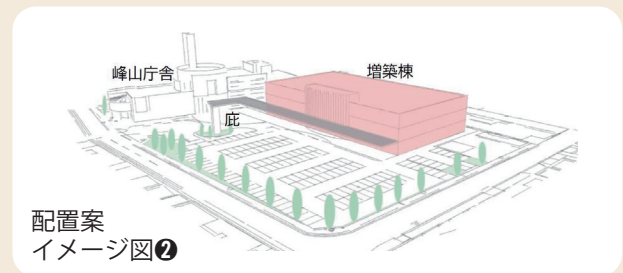 峰山庁舎
増築棟
庇
配置案
イメージ図❷